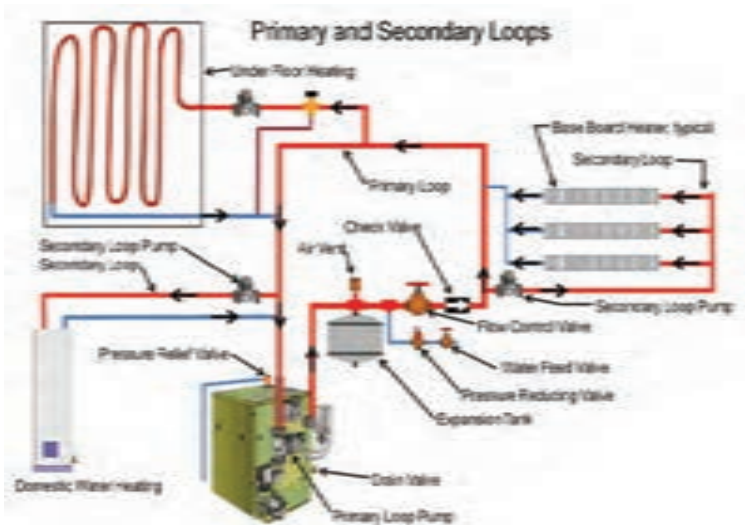 Primary and Secondary Loops
Under Floor Heating
Base Board Heater, typical
Secondary Loop
Primary Loop
Check Valve
Air Vent
Secondary Loop Pump
Secondary Loop
Secondary Loop Pump
Flow Control Valve
Pressure Relief Valve
Water Feed Valve
Pressure Reducing Valve
Expansion Tank
Drain Valve
Domestic Water Heating
Primary Loop Pump